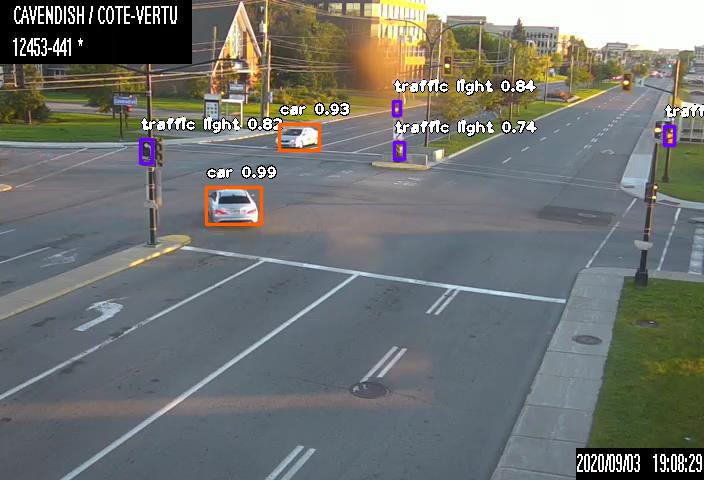 CAVENDISH / COTE-VERTU
12453-441 *
traffic light 0.84
car 0.93
traffic light 0.82
traffic light 0.74
traff
car 0.99
2020/09/03 19:08:29